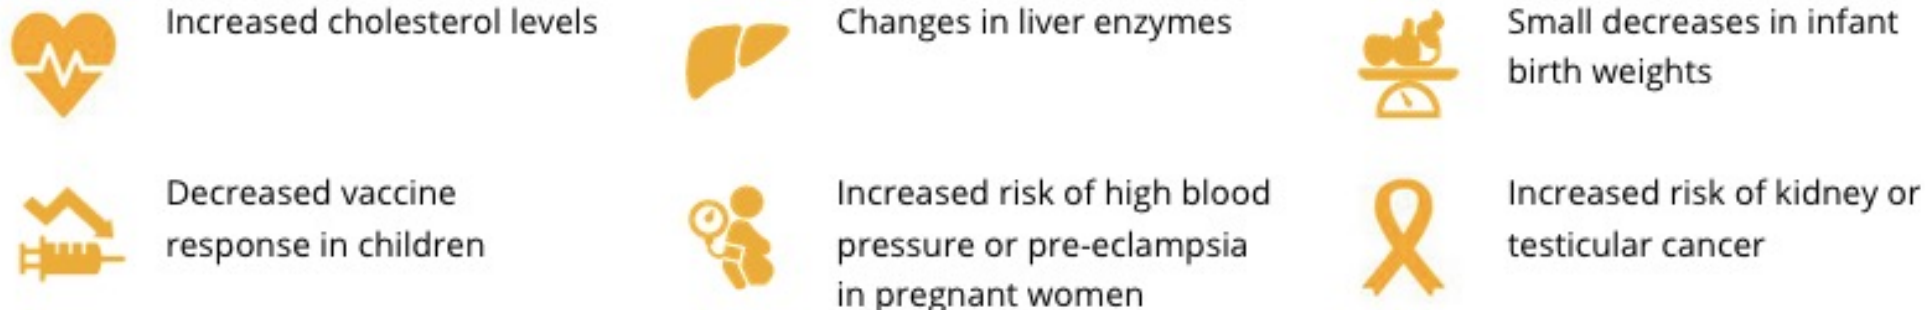 Increased cholesterol levels
Changes in liver enzymes
Small decreases in infant
birth weights
Decreased vaccine
response in children
Increased risk of high blood
pressure or pre-eclampsia
in pregnant women
Increased risk of kidney or
testicular cancer